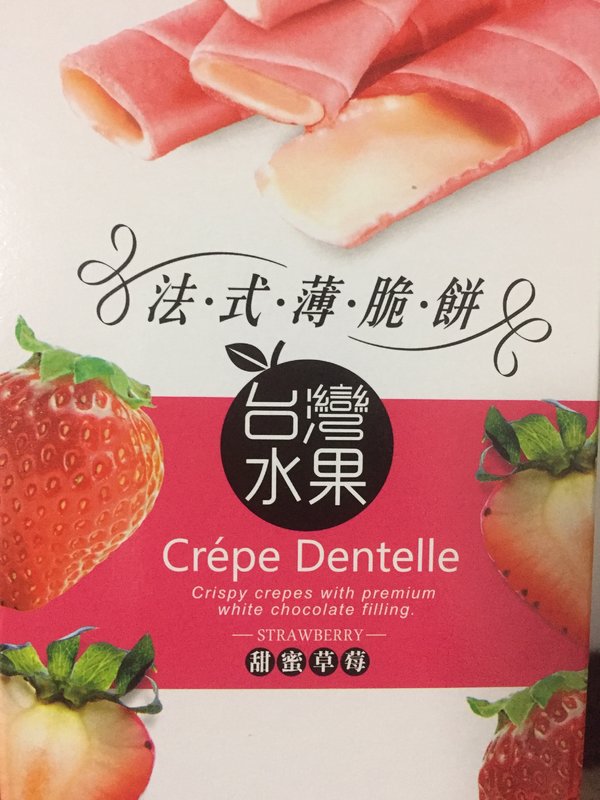 法·式·薄·脆·餅
台灣
水果
Crépe Dentelle
Crispy crepes with premium
white chocolate filling.
STRAWBERRY
甜蜜草莓